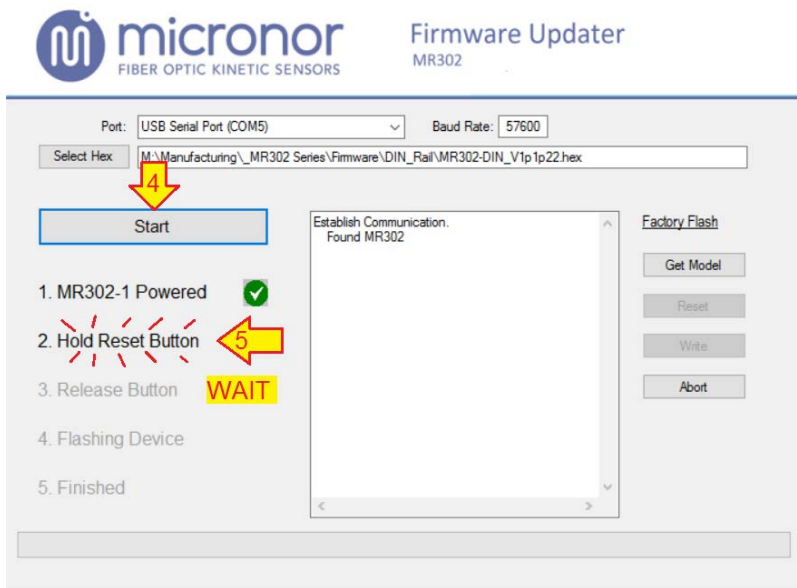 micronor
FIBER OPTIC KINETIC SENSORS
Firmware Updater
MR302
Port: USB Serial Port (COM5) Baud Rate: 57600
Select Hex M:\Manufacturing\_MR302 Series\Firmware\DIN_Rail\MR302-DIN_V1p1p22.hex
4
Start
Establish Communication.
Found MR302
Factory Flash
Get Model
1. MR302-1 Powered
Reset
2. Hold Reset Button 5
Write
3. Release Button WAIT
Abort
4. Flashing Device
5. Finished